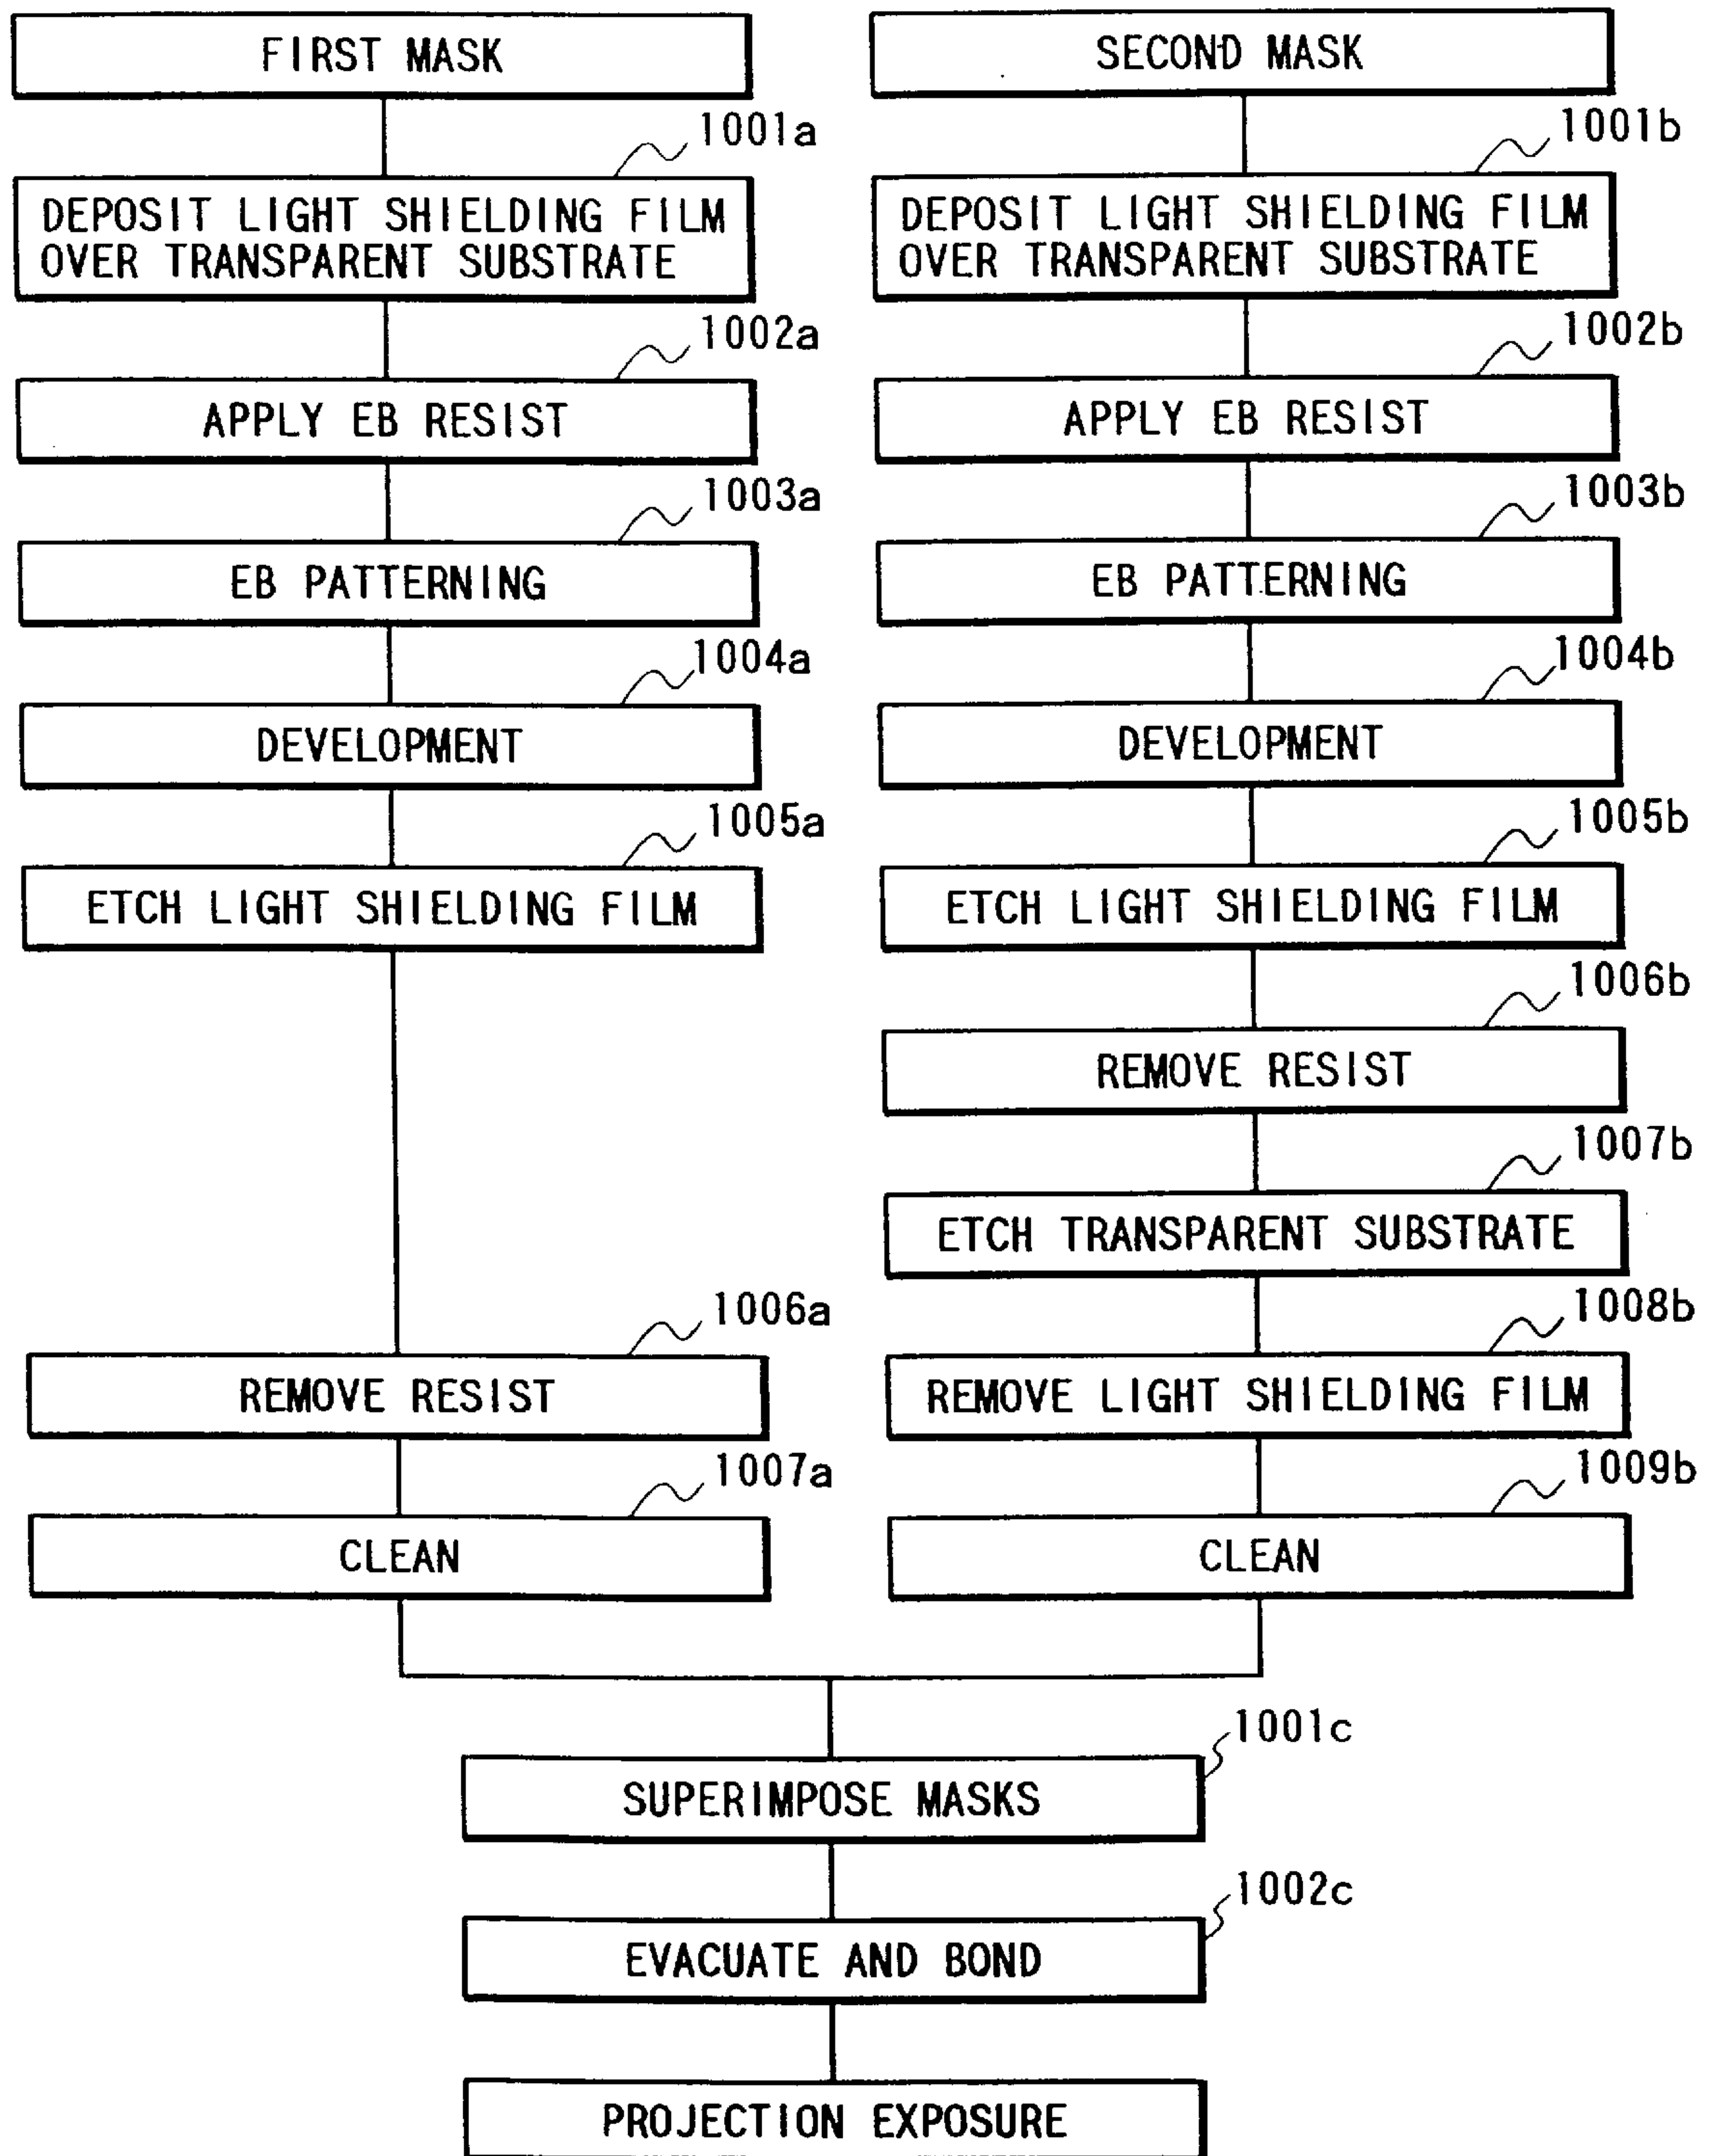 FIRST MASK
SECOND MASK
1001a
1001b
DEPOSIT LIGHT SHIELDING FILM
OVER TRANSPARENT SUBSTRATE
DEPOSIT LIGHT SHIELDING FILM
OVER TRANSPARENT SUBSTRATE
1002a
1002b
APPLY EB RESIST
APPLY EB RESIST
1003a
1003b
EB PATTERNING
EB PATTERNING
1004a
1004b
DEVELOPMENT
DEVELOPMENT
1005a
1005b
ETCH LIGHT SHIELDING FILM
ETCH LIGHT SHIELDING FILM
1006b
REMOVE RESIST
1007b
ETCH TRANSPARENT SUBSTRATE
1006a
1008b
REMOVE RESIST
REMOVE LIGHT SHIELDING FILM
1007a
1009b
CLEAN
CLEAN
1001c
SUPERIMPOSE MASKS
1002c
EVACUATE AND BOND
PROJECTION EXPOSURE